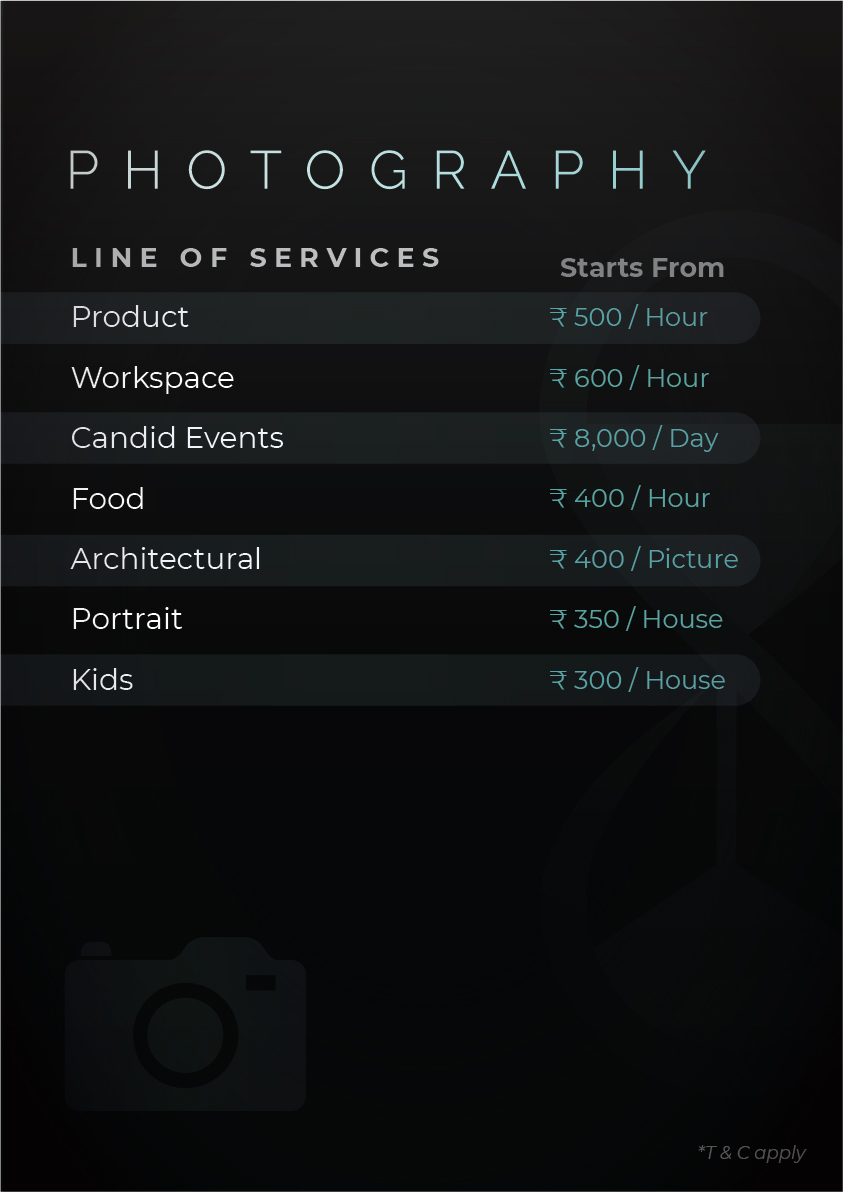 PHOTOGRAPHY
LINE OF SERVICES
Starts From
Product ₹ 500 / Hour
Workspace ₹ 600 / Hour
Candid Events ₹ 8,000 / Day
Food ₹ 400 / Hour
Architectural ₹ 400 / Picture
Portrait ₹ 350 / House
Kids ₹ 300 / House
*T & C apply